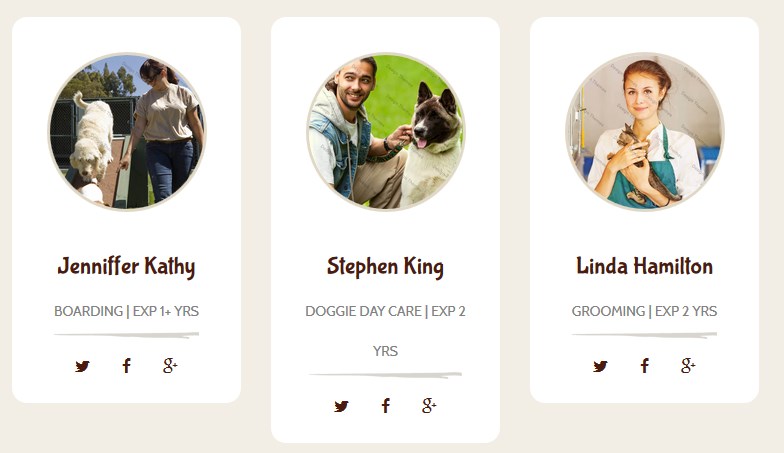 Jenniffer Kathy
BOARDING | EXP 1+ YRS
Stephen King
DOGGIE DAY CARE | EXP 2
YRS
Linda Hamilton
GROOMING | EXP 2 YRS